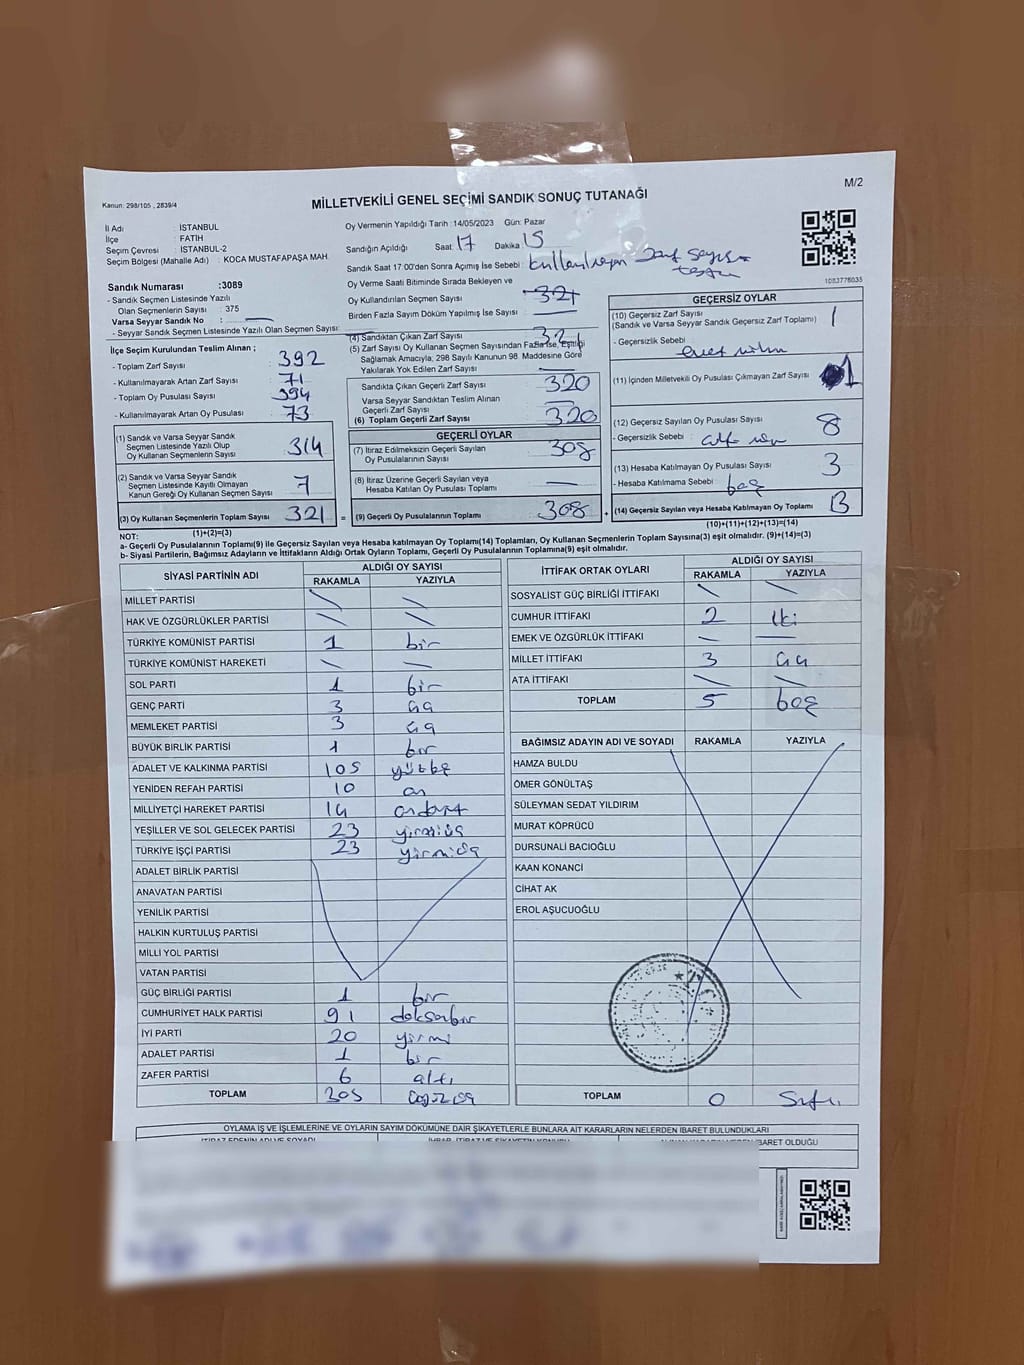 M/2
Kanun: 298/105 , 2839/4
MİLLETVEKİLİ GENEL SEÇİMİ SANDIK SONUÇ TUTANAĞI
İl Adı : İSTANBUL
İlçe : FATİH
Seçim Çevresi : İSTANBUL-2
Seçim Bölgesi (Mahalle Adı) : KOCA MUSTAFAPAŞA MAH.
Oy Vermenin Yapıldığı Tarih : 14/05/2023 Gün: Pazar
Sandığın Açıldığı Saat: 17 Dakika 15
Sandık Saat 17:00'den Sonra Açımış İse Sebebi: kullanılmayan zarf sayısı
Sandık Numarası :3089
- Sandık Seçmen Listesinde Yazılı
Olan Seçmenlerin Sayısı : 375
Varsa Seyyar Sandık No : —
- Seyyar Sandık Seçmen Listesinde Yazılı Olan Seçmen Sayısı:
Oy Verme Saati Bitiminde Sırada Bekleyen ve
Oy Kullandırılan Seçmen Sayısı
Birden Fazla Sayım Döküm Yapılmış İse Sayısı : —
(4) Sandıktan Çıkan Zarf Sayısı 321
(5) Zarf Sayısı Oy Kullanan Seçmen Sayısından Fazla İse, Eşitliği
Sağlamak Amacıyla; 298 Sayılı Kanunun 98. Maddesine Göre
Yakılarak Yok Edilen Zarf Sayısı —
İlçe Seçim Kurulundan Teslim Alınan ;
- Toplam Zarf Sayısı 392
- Kullanılmayarak Artan Zarf Sayısı 71
- Toplam Oy Pusulası Sayısı 394
- Kullanılmayarak Artan Oy Pusulası 73
Sandıkta Çıkan Geçerli Zarf Sayısı 320
Varsa Seyyar Sandıktan Teslim Alınan
Geçerli Zarf Sayısı
(6) Toplam Geçerli Zarf Sayısı 320
(1) Sandık ve Varsa Seyyar Sandık
Seçmen Listesinde Yazılı Olup
Oy Kullanan Seçmenlerin Sayısı 314
(2) Sandık ve Varsa Seyyar Sandık
Seçmen Listesinde Kayıtlı Olmayan
Kanun Gereği Oy Kullanan Seçmen Sayısı 7
(3) Oy Kullanan Seçmenlerin Toplam Sayısı 321 =
(1)+(2)=(3)
GEÇERLİ OYLAR
(7) İtiraz Edilmeksizin Geçerli Sayılan
Oy Pusulalarının Sayısı 308
(8) İtiraz Üzerine Geçerli Sayılan veya
Hesaba Katılan Oy Pusulası Toplamı —
(9) Geçerli Oy Pusulalarının Toplamı 308 +
1083776035
GEÇERSİZ OYLAR
(10) Geçersiz Zarf Sayısı 1
(Sandık ve Varsa Seyyar Sandık Geçersiz Zarf Toplamı)
- Geçersizlik Sebebi
(11) İçinden Milletvekili Oy Pusulası Çıkmayan Zarf Sayısı 1
(12) Geçersiz Sayılan Oy Pusulası Sayısı 8
- Geçersizlik Sebebi :
(13) Hesaba Katılmayan Oy Pusulası Sayısı 3
- Hesaba Katılmama Sebebi : boş
(14) Geçersiz Sayılan veya Hesaba Katılmayan Oy Toplamı 13
(10)+(11)+(12)+(13)=(14)
NOT:
a- Geçerli Oy Pusulalarının Toplamı(9) ile Geçersiz Sayılan veya Hesaba Katılmayan Oy Toplamı(14) Toplamları, Oy Kullanan Seçmenlerin Toplam Sayısına(3) eşit olmalıdır. (9)+(14)=(3)
b- Siyasi Partilerin, Bağımsız Adayların ve İttifakların Aldığı Ortak Oyların Toplamı, Geçerli Oy Pusulalarının Toplamına(9) eşit olmalıdır.
SİYASİ PARTİNİN ADI ALDIĞI OY SAYISI
RAKAMLA YAZIYLA
MİLLET PARTİSİ
HAK VE ÖZGÜRLÜKLER PARTİSİ
TÜRKİYE KOMÜNİST PARTİSİ 1 bir
TÜRKİYE KOMÜNİST HAREKETİ
SOL PARTİ 1 bir
GENÇ PARTİ 3 üç
MEMLEKET PARTİSİ 3 üç
BÜYÜK BİRLİK PARTİSİ 1 bir
ADALET VE KALKINMA PARTİSİ 105 yüzbeş
YENİDEN REFAH PARTİSİ 10 on
MİLLİYETÇİ HAREKET PARTİSİ 14 ondört
YEŞİLLER VE SOL GELECEK PARTİSİ 23 yirmiüç
TÜRKİYE İŞÇİ PARTİSİ 23 yirmiüç
ADALET BİRLİK PARTİSİ
ANAVATAN PARTİSİ
YENİLİK PARTİSİ
HALKIN KURTULUŞ PARTİSİ
MİLLİ YOL PARTİSİ
VATAN PARTİSİ
GÜÇ BİRLİĞİ PARTİSİ 1 bir
CUMHURİYET HALK PARTİSİ 91 doksanbir
İYİ PARTİ 20 yirmi
ADALET PARTİSİ 1 bir
ZAFER PARTİSİ 6 altı
TOPLAM 303 üçyüzüç
İTTİFAK ORTAK OYLARI ALDIĞI OY SAYISI
RAKAMLA YAZIYLA
SOSYALİST GÜÇ BİRLİĞİ İTTİFAKI
CUMHUR İTTİFAKI 2 iki
EMEK VE ÖZGÜRLÜK İTTİFAKI — —
MİLLET İTTİFAKI 3 üç
ATA İTTİFAKI
TOPLAM 5 beş
BAĞIMSIZ ADAYIN ADI VE SOYADI RAKAMLA YAZIYLA
HAMZA BULDU
ÖMER GÖNÜLTAŞ
SÜLEYMAN SEDAT YILDIRIM
MURAT KÖPRÜCÜ
DURSUNALİ BACIOĞLU
KAAN KONANCİ
CİHAT AK
EROL AŞUCUOĞLU
TOPLAM 0 Sıfır
OYLAMA İŞ VE İŞLEMLERİNE VE OYLARIN SAYIM DÖKÜMÜNE DAİR ŞİKAYETLERLE BUNLARA AİT KARARLARIN NELERDEN İBARET BULUNDUKLARI
İBARET OLDUĞU